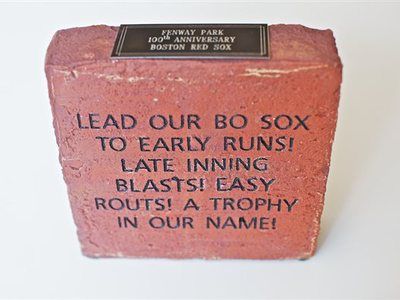 FENWAY PARK
100th ANNIVERSARY
BOSTON RED SOX
LEAD OUR BO SOX
TO EARLY RUNS!
LATE INNING
BLASTS! EASY
ROUTS! A TROPHY
IN OUR NAME!